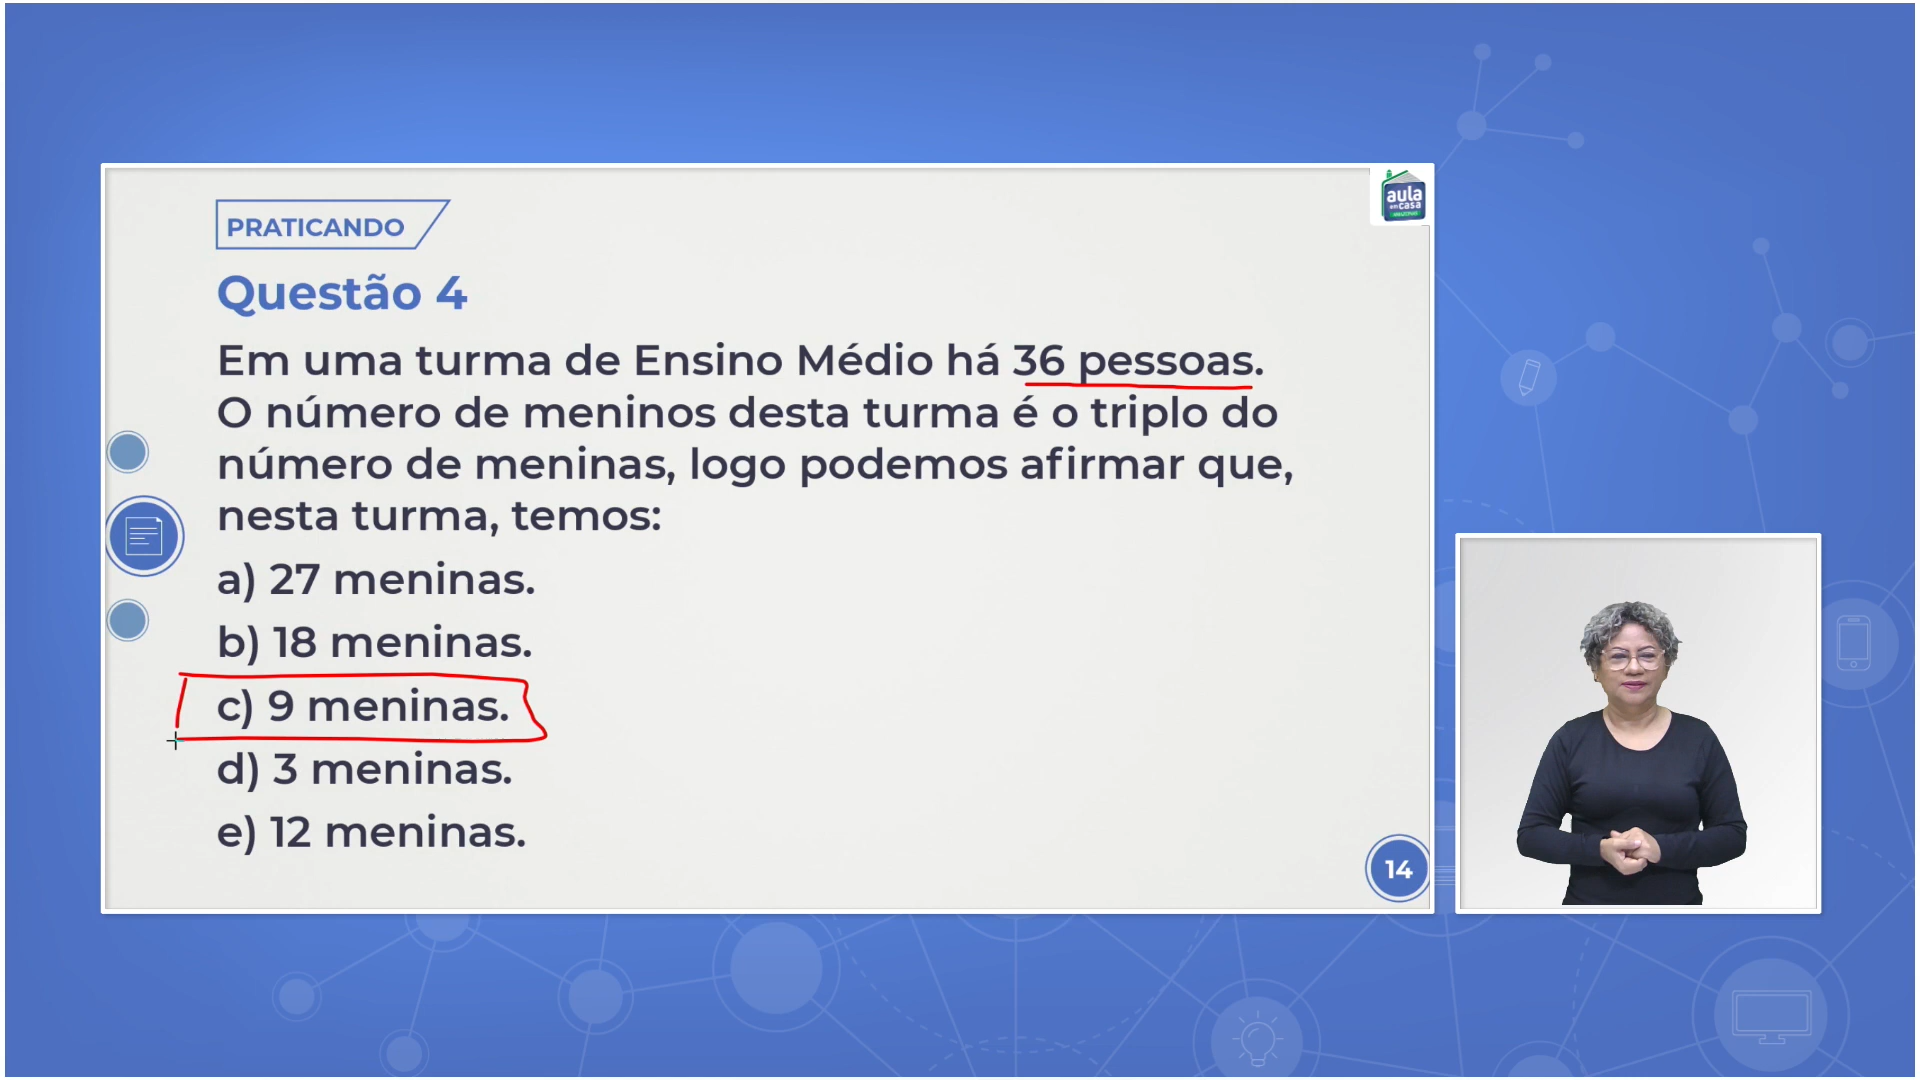 PRATICANDO
Questão 4
Em uma turma de Ensino Médio há 36 pessoas.
O número de meninos desta turma é o triplo do
número de meninas, logo podemos afirmar que,
nesta turma, temos:
a) 27 meninas.
b) 18 meninas.
c) 9 meninas.
d) 3 meninas.
e) 12 meninas.
aula
em casa
14